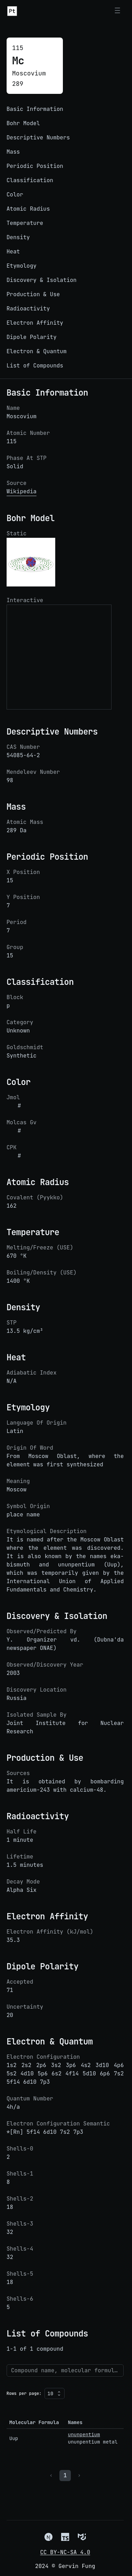 Pt
115
Mc
Moscovium
289
Basic Information
Bohr Model
Descriptive Numbers
Mass
Periodic Position
Classification
Color
Atomic Radius
Temperature
Density
Heat
Etymology
Discovery & Isolation
Production & Use
Radioactivity
Electron Affinity
Dipole Polarity
Electron & Quantum
List of Compounds
Basic Information
Name
Moscovium
Atomic Number
115
Phase At STP
Solid
Source
Wikipedia
Bohr Model
Static
Interactive
Descriptive Numbers
CAS Number
54085-64-2
Mendeleev Number
98
Mass
Atomic Mass
289 Da
Periodic Position
X Position
15
Y Position
7
Period
7
Group
15
Classification
Block
p
Category
Unknown
Goldschmidt
Synthetic
Color
Jmol
#
Molcas Gv
#
CPK
#
Atomic Radius
Covalent (Pyykko)
162
Temperature
Melting/Freeze (USE)
670 °K
Boiling/Density (USE)
1400 °K
Density
STP
13.5 kg/cm³
Heat
Adiabatic Index
N/A
Etymology
Language Of Origin
Latin
Origin Of Word
From Moscow Oblast, where the
element was first synthesized
Meaning
Moscow
Symbol Origin
place name
Etymological Description
It is named after the Moscow Oblast
where the element was discovered.
It is also known by the names eka-
bismuth and ununpentium (Uup),
which was temporarily given by the
International Union of Applied
Fundamentals and Chemistry.
Discovery & Isolation
Observed/Predicted By
Y. Organizer vd. (Dubna'da
newspaper ONAE)
Observed/Discovery Year
2003
Discovery Location
Russia
Isolated Sample By
Joint Institute for Nuclear
Research
Production & Use
Sources
It is obtained by bombarding
americium-243 with calcium-48.
Radioactivity
Half Life
1 minute
Lifetime
1.5 minutes
Decay Mode
Alpha Six
Electron Affinity
Electron Affinity (kJ/mol)
35.3
Dipole Polarity
Accepted
71
Uncertainty
20
Electron & Quantum
Electron Configuration
1s2 2s2 2p6 3s2 3p6 4s2 3d10 4p6
5s2 4d10 5p6 6s2 4f14 5d10 6p6 7s2
5f14 6d10 7p3
Quantum Number
4h/a
Electron Configuration Semantic
*[Rn] 5f14 6d10 7s2 7p3
Shells-0
2
Shells-1
8
Shells-2
18
Shells-3
32
Shells-4
32
Shells-5
18
Shells-6
5
List of Compounds
1-1 of 1 compound
Compound name, molecular formul…
Rows per page: 10
Molecular Formula Names
ununpentium
Uup
ununpentium metal
‹ 1 ›
N TS
CC BY-NC-SA 4.0
2024 © Gervin Fung